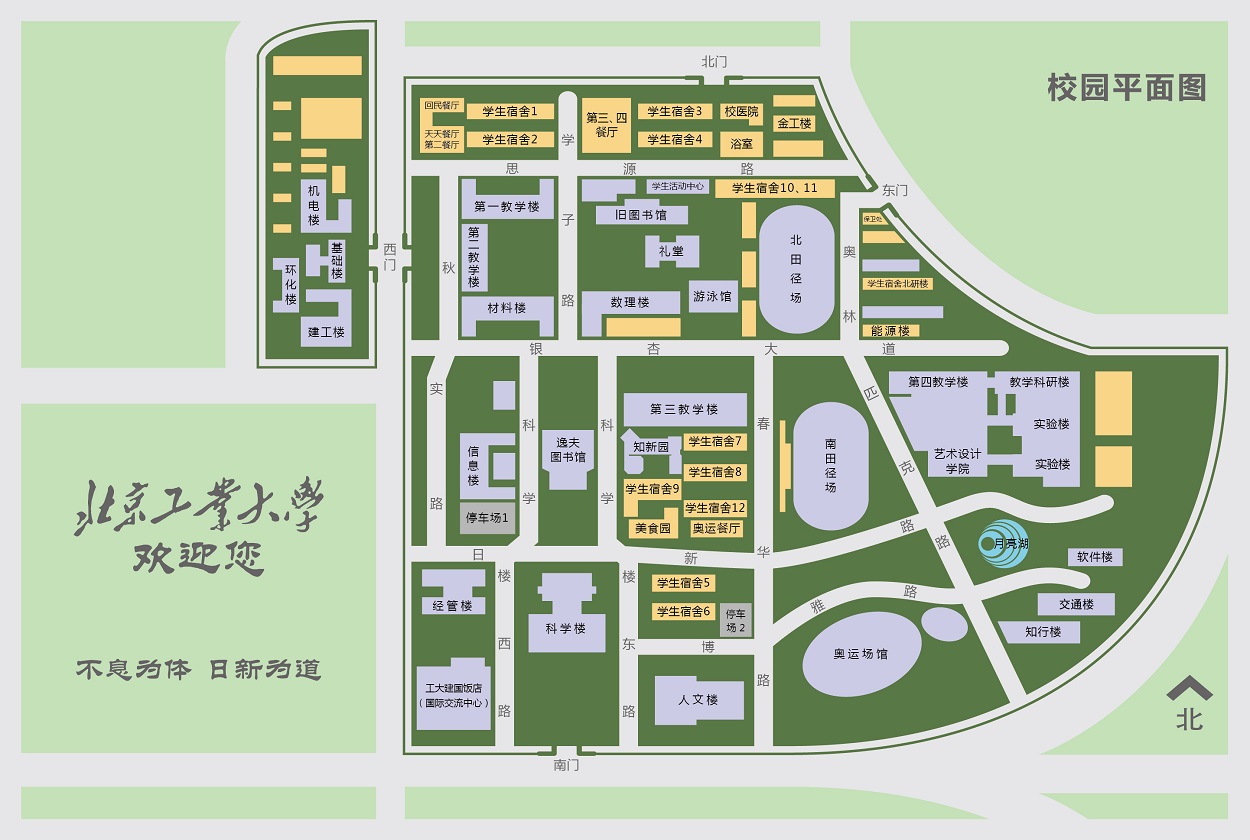 校园平面图
北京工业大学
欢迎您
不息为体 日新为道
北
北门
东门
西门
南门
思源路
学子路
秋实路
银杏大道
奥林匹克路
春华路
科学路
科学路
日新路
雅博路
楼西路
楼东路
机电楼
基础楼
环化楼
建工楼
回民餐厅
天天餐厅
第二餐厅
学生宿舍1
学生宿舍2
第三、四
餐厅
学生宿舍3
学生宿舍4
校医院
浴室
金工楼
第一教学楼
第二教学楼
材料楼
学生活动中心
旧图书馆
礼堂
数理楼
游泳馆
学生宿舍10、11
北田径场
保卫处
学生宿舍北研楼
能源楼
信息楼
停车场1
逸夫
图书馆
第三教学楼
知新园
学生宿舍7
学生宿舍8
学生宿舍9
学生宿舍12
美食园
奥运餐厅
南田径场
第四教学楼
教学科研楼
实验楼
艺术设计
学院
实验楼
月亮湖
软件楼
交通楼
知行楼
经管楼
科学楼
学生宿舍5
学生宿舍6
停车
场 2
奥运场馆
工大建国饭店
（国际交流中心）
人文楼